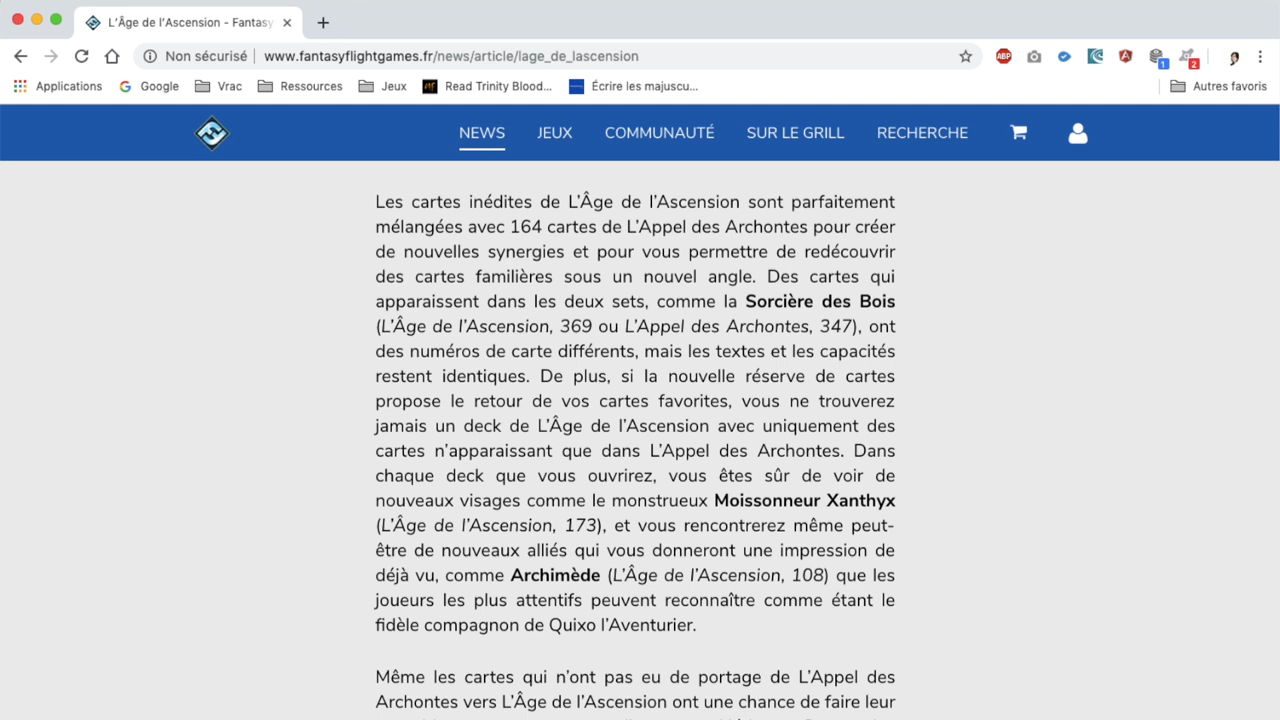 L'Âge de l'Ascension - Fantasy
Non sécurisé
www.fantasyflightgames.fr/news/article/lage_de_lascension
ABP
1
2
Applications
Google
Vrac
Ressources
Jeux
Read Trinity Blood...
Écrire les majuscu...
Autres favoris
NEWS
JEUX
COMMUNAUTÉ
SUR LE GRILL
RECHERCHE
Les cartes inédites de L'Âge de l'Ascension sont parfaitement
mélangées avec 164 cartes de L'Appel des Archontes pour créer
de nouvelles synergies et pour vous permettre de redécouvrir
des cartes familières sous un nouvel angle. Des cartes qui
apparaissent dans les deux sets, comme la Sorcière des Bois
(L'Âge de l'Ascension, 369 ou L'Appel des Archontes, 347), ont
des numéros de carte différents, mais les textes et les capacités
restent identiques. De plus, si la nouvelle réserve de cartes
propose le retour de vos cartes favorites, vous ne trouverez
jamais un deck de L'Âge de l'Ascension avec uniquement des
cartes n'apparaissant que dans L'Appel des Archontes. Dans
chaque deck que vous ouvrirez, vous êtes sûr de voir de
nouveaux visages comme le monstrueux Moissonneur Xanthyx
(L'Âge de l'Ascension, 173), et vous rencontrerez même peut-
être de nouveaux alliés qui vous donneront une impression de
déjà vu, comme Archimède (L'Âge de l'Ascension, 108) que les
joueurs les plus attentifs peuvent reconnaître comme étant le
fidèle compagnon de Quixo l'Aventurier.
Même les cartes qui n'ont pas eu de portage de L'Appel des
Archontes vers L'Âge de l'Ascension ont une chance de faire leur